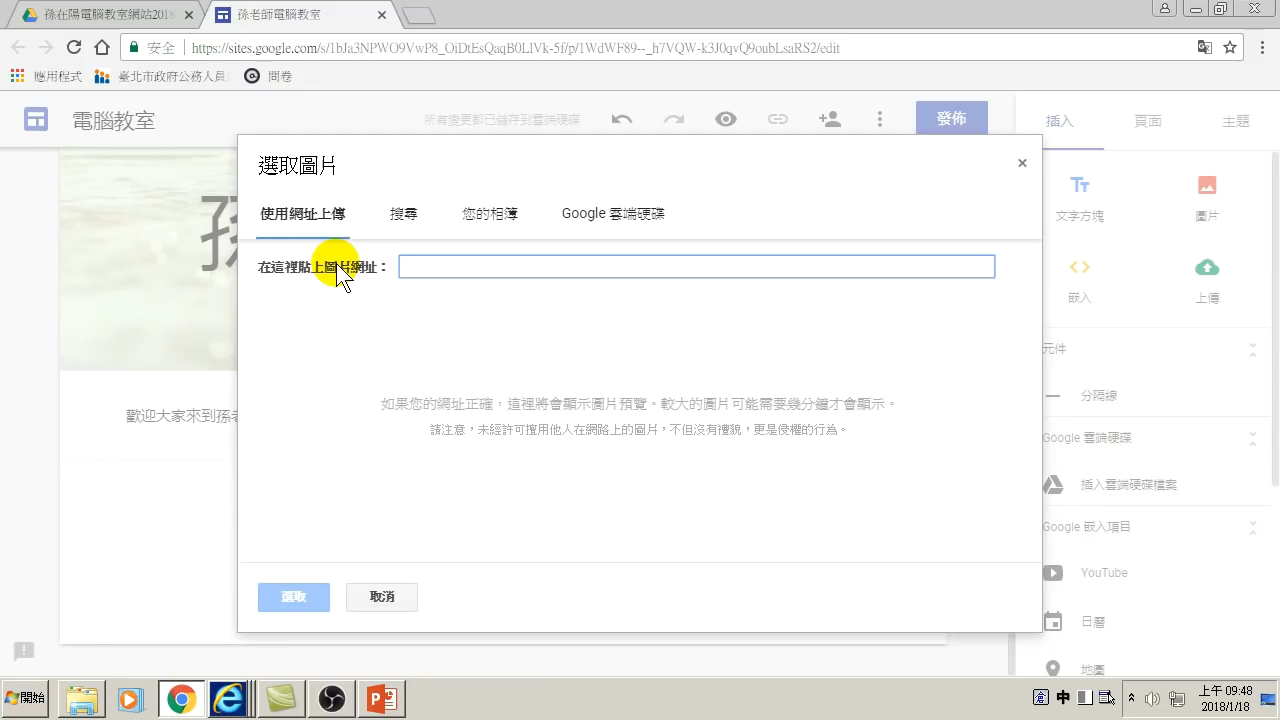 孫在陽電腦教室網站2018
孫老師電腦教室
安全
https://sites.google.com/s/1bJa3NPWO9VwP8_OiDtEsQaqB0LIVk-5i7p/1WdWF89--_h7VQW-k3J0qvQ9oubLsaRS2/edit
應用程式
臺北市政府公務人員
問卷
電腦教室
所有變更都已儲存到雲端硬碟
發佈
插入
頁面
主題
選取圖片
使用網址上傳
搜尋
您的相簿
Google 雲端硬碟
在這裡貼上圖片網址：
如果您的網址正確，這裡將會顯示圖片預覽。較大的圖片可能需要幾分鐘才會顯示。
請注意，未經許可擅用他人在網路上的圖片，不但沒有禮貌，更是侵權的行為。
選取
取消
孫
歡迎大家來到孫老
Tт
文字方塊
圖片
嵌入
上傳
元件
分隔線
Google 雲端硬碟
插入雲端硬碟檔案
Google 嵌入項目
YouTube
日曆
地圖
開始
中
上午 09:48
2018/1/18